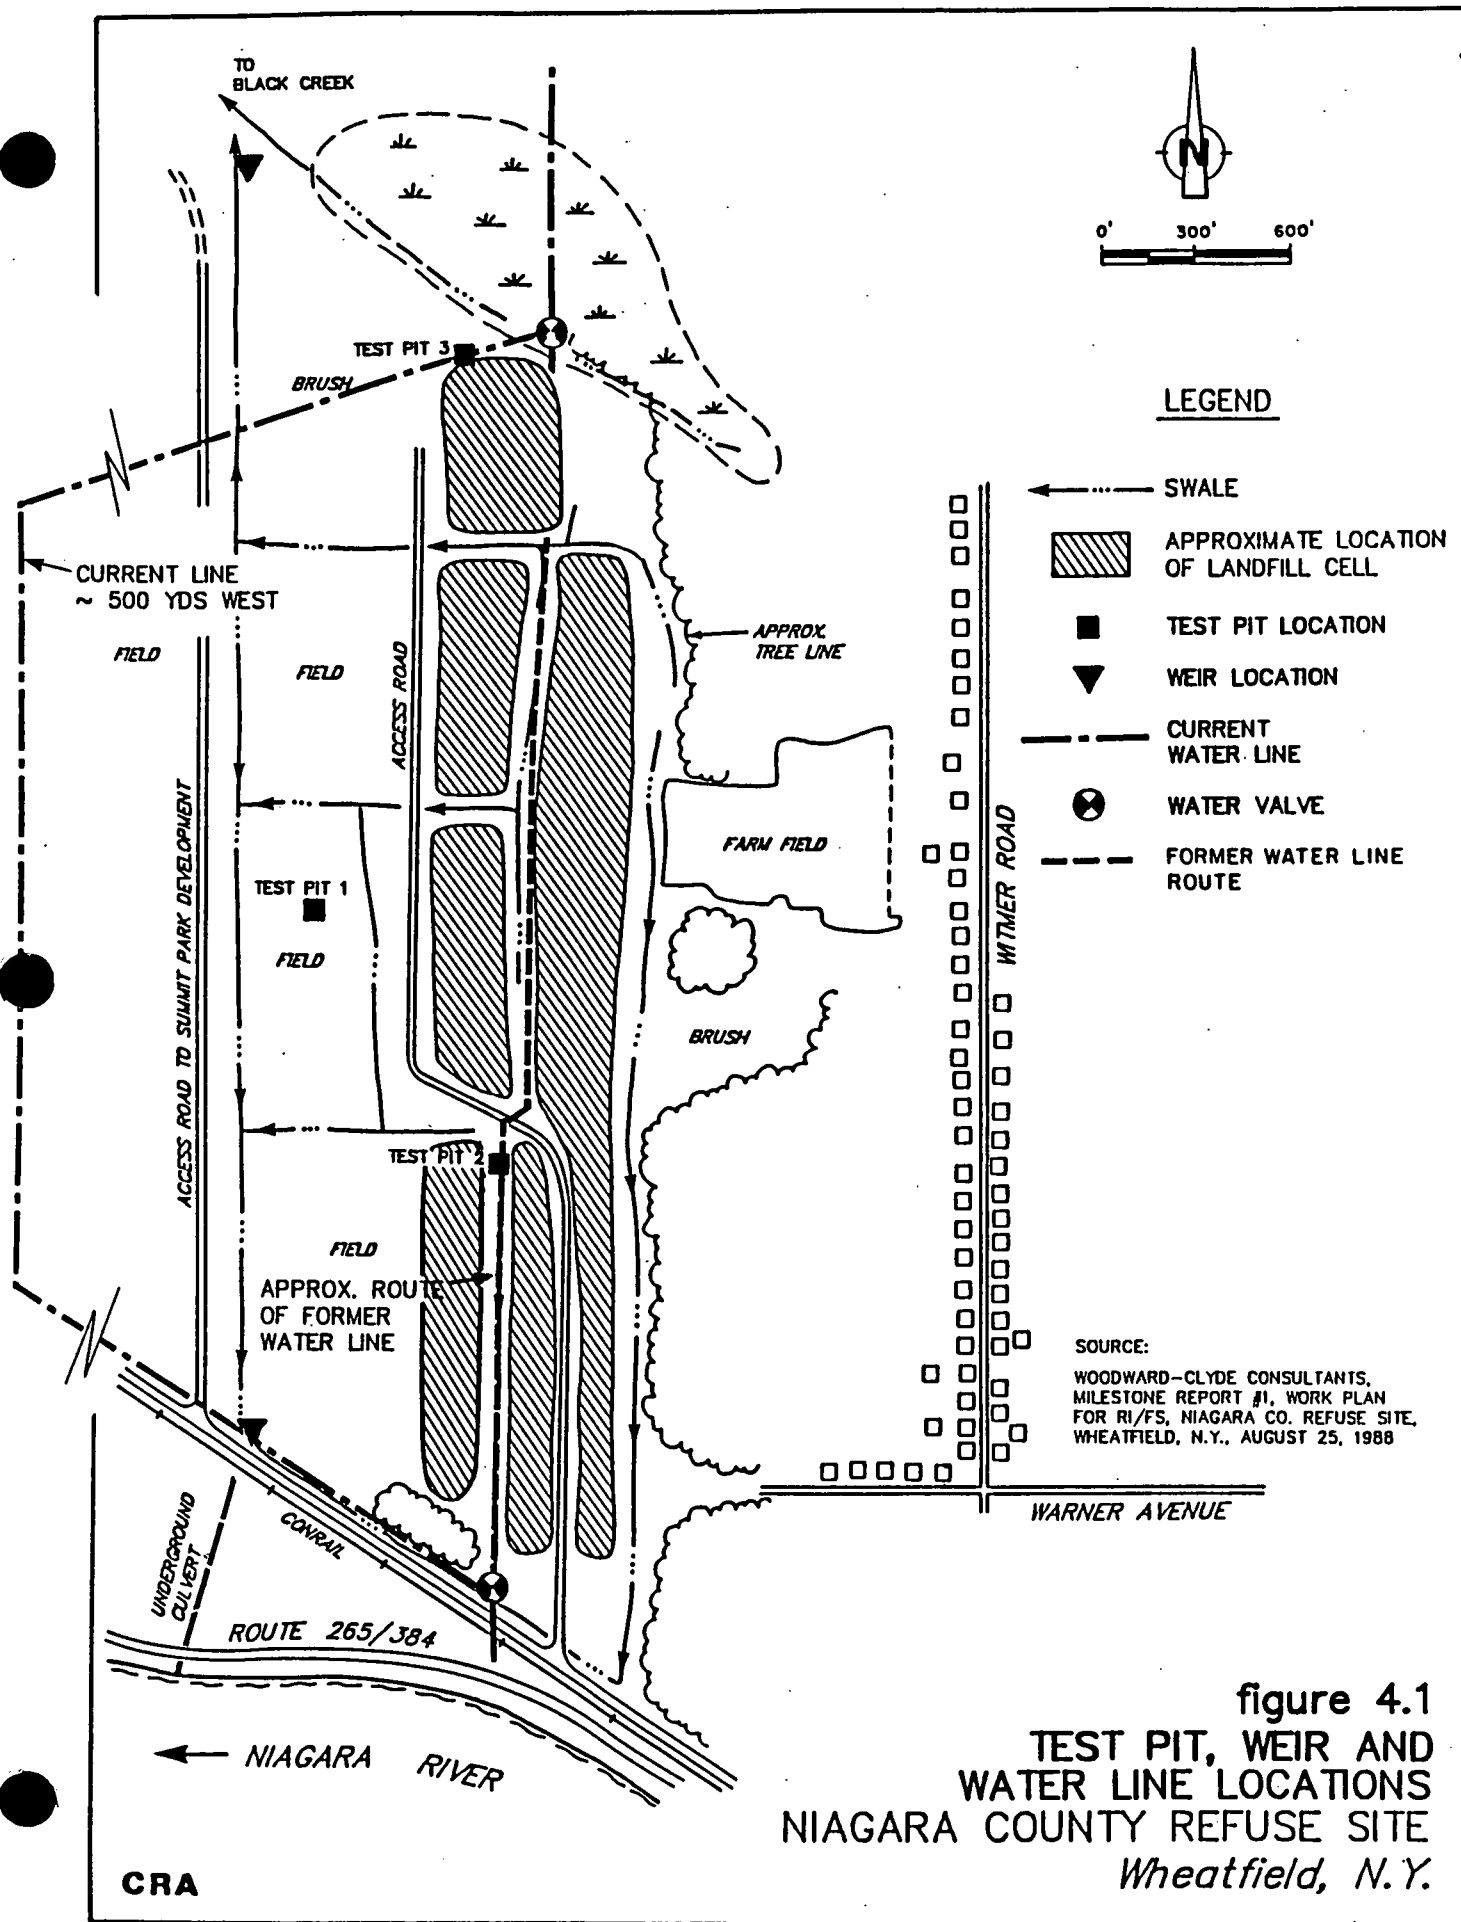 TO
BLACK CREEK
N
0' 300' 600'
TEST PIT 3
BRUSH
LEGEND
SWALE
APPROXIMATE LOCATION
OF LANDFILL CELL
TEST PIT LOCATION
WEIR LOCATION
CURRENT
WATER LINE
WATER VALVE
FORMER WATER LINE
ROUTE
CURRENT LINE
~ 500 YDS WEST
FIELD
FIELD
ACCESS ROAD
APPROX.
TREE LINE
ACCESS ROAD TO SUMMIT PARK DEVELOPMENT
FARM FIELD
WITMER ROAD
TEST PIT 1
FIELD
BRUSH
TEST PIT 2
FIELD
APPROX. ROUTE
OF FORMER
WATER LINE
SOURCE:
WOODWARD-CLYDE CONSULTANTS,
MILESTONE REPORT #1, WORK PLAN
FOR RI/FS, NIAGARA CO. REFUSE SITE,
WHEATFIELD, N.Y., AUGUST 25, 1988
WARNER AVENUE
CONRAIL
UNDERGROUND
CULVERT
ROUTE 265/384
NIAGARA RIVER
figure 4.1
TEST PIT, WEIR AND
WATER LINE LOCATIONS
NIAGARA COUNTY REFUSE SITE
Wheatfield, N.Y.
CRA